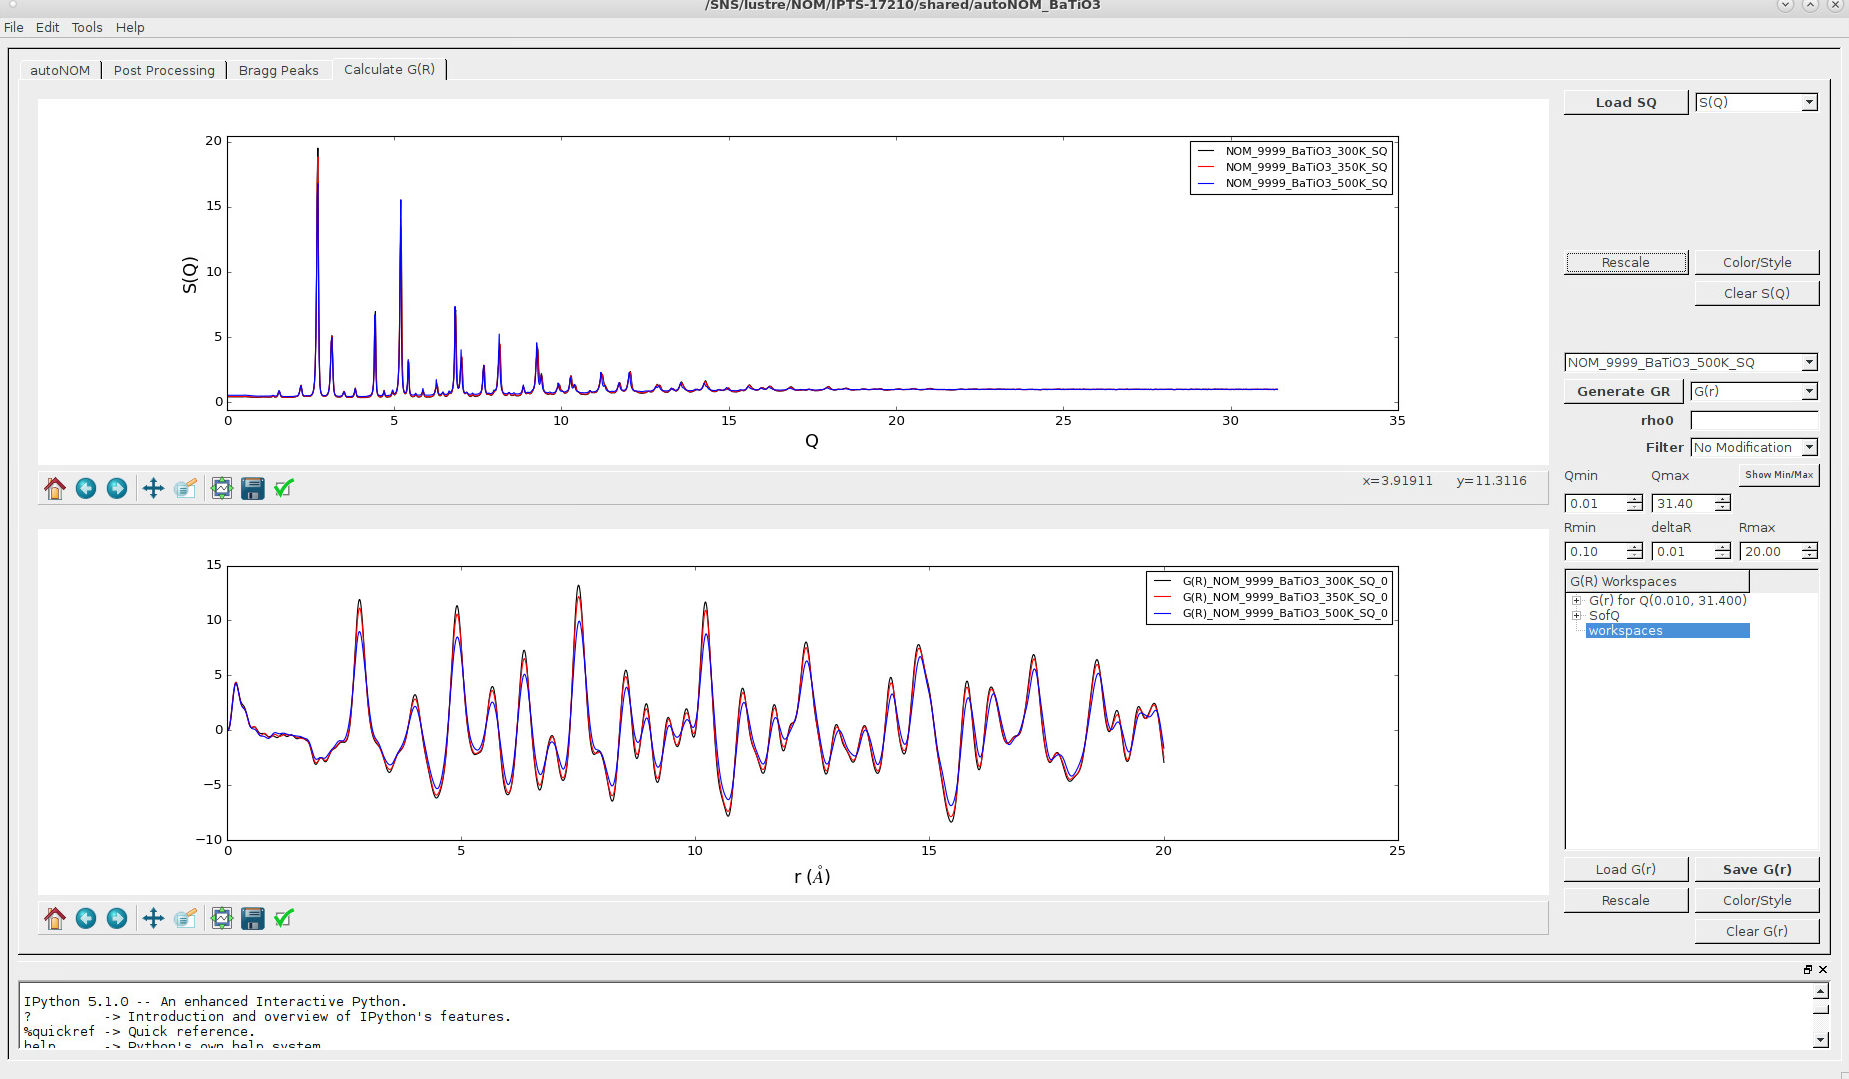 /SNS/lustre/NOM/IPTS-17210/shared/autoNOM_BaTiO3
File Edit Tools Help
autoNOM Post Processing Bragg Peaks Calculate G(R)
Load SQ S(Q)
20
15
10
5
0
S(Q)
NOM_9999_BaTiO3_300K_SQ
NOM_9999_BaTiO3_350K_SQ
NOM_9999_BaTiO3_500K_SQ
0 5 10 15 20 25 30 35
Q
Rescale Color/Style
Clear S(Q)
NOM_9999_BaTiO3_500K_SQ
Generate GR G(r)
rho0
Filter No Modification
x=3.91911 y=11.3116
Qmin Qmax Show Min/Max
0.01 31.40
Rmin deltaR Rmax
0.10 0.01 20.00
15
10
5
0
−5
−10
G(R)_NOM_9999_BaTiO3_300K_SQ_0
G(R)_NOM_9999_BaTiO3_350K_SQ_0
G(R)_NOM_9999_BaTiO3_500K_SQ_0
0 5 10 15 20 25
r (Å)
G(R) Workspaces
G(r) for Q(0.010, 31.400)
SofQ
workspaces
Load G(r) Save G(r)
Rescale Color/Style
Clear G(r)
IPython 5.1.0 -- An enhanced Interactive Python.
? -> Introduction and overview of IPython's features.
%quickref -> Quick reference.
help -> Python's own help system